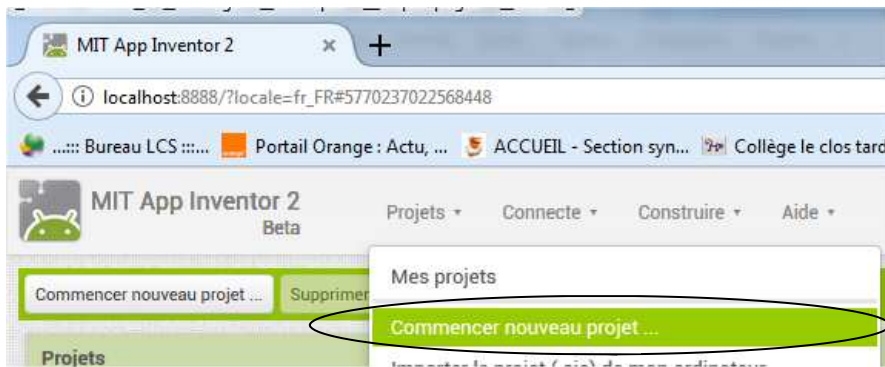 MIT App Inventor 2
localhost:8888/?locale=fr_FR#5770237022568448
...::: Bureau LCS :::... Portail Orange : Actu, ... ACCUEIL - Section syn... Collège le clos tard
MIT App Inventor 2
Beta
Projets Connecte Construire Aide
Mes projets
Commencer nouveau projet ... Supprimer
Commencer nouveau projet ...
Projets